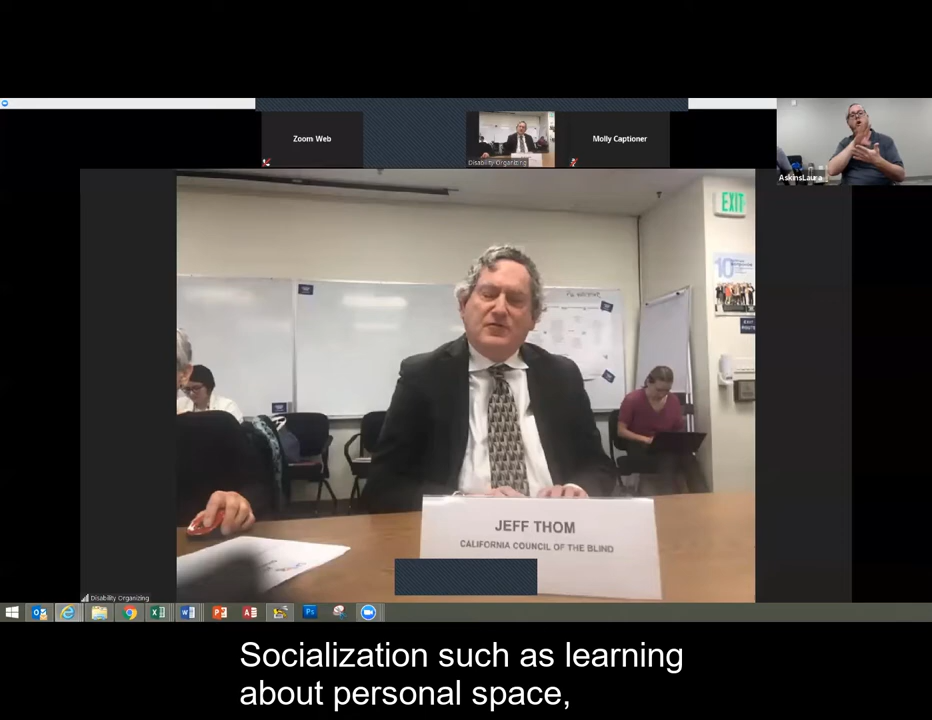 Zoom Web
Disability Organizing
Molly Captioner
AskinsLaura
EXIT
10
JEFF THOM
CALIFORNIA COUNCIL OF THE BLIND
Disability Organizing
Socialization such as learning
about personal space,